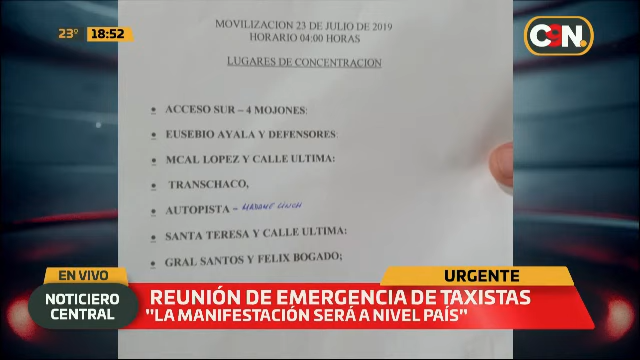 23° 18:52
C9N.
MOVILIZACION 23 DE JULIO DE 2019
HORARIO 04:00 HORAS
LUGARES DE CONCENTRACION
• ACCESO SUR – 4 MOJONES:
• EUSEBIO AYALA Y DEFENSORES:
• MCAL LOPEZ Y CALLE ULTIMA:
• TRANSCHACO,
• AUTOPISTA – MADAME LINCH
• SANTA TERESA Y CALLE ULTIMA:
• GRAL SANTOS Y FELIX BOGADO;
EN VIVO
URGENTE
NOTICIERO
CENTRAL
REUNIÓN DE EMERGENCIA DE TAXISTAS
"LA MANIFESTACIÓN SERÁ A NIVEL PAÍS"